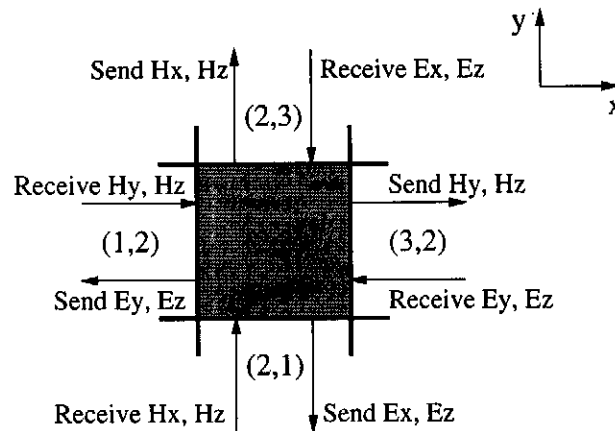 y
Send Hx, Hz
Receive Ex, Ez
x
(2,3)
Receive Hy, Hz
Send Hy, Hz
(1,2)
(3,2)
Send Ey, Ez
Receive Ey, Ez
(2,1)
Receive Hx, Hz
Send Ex, Ez